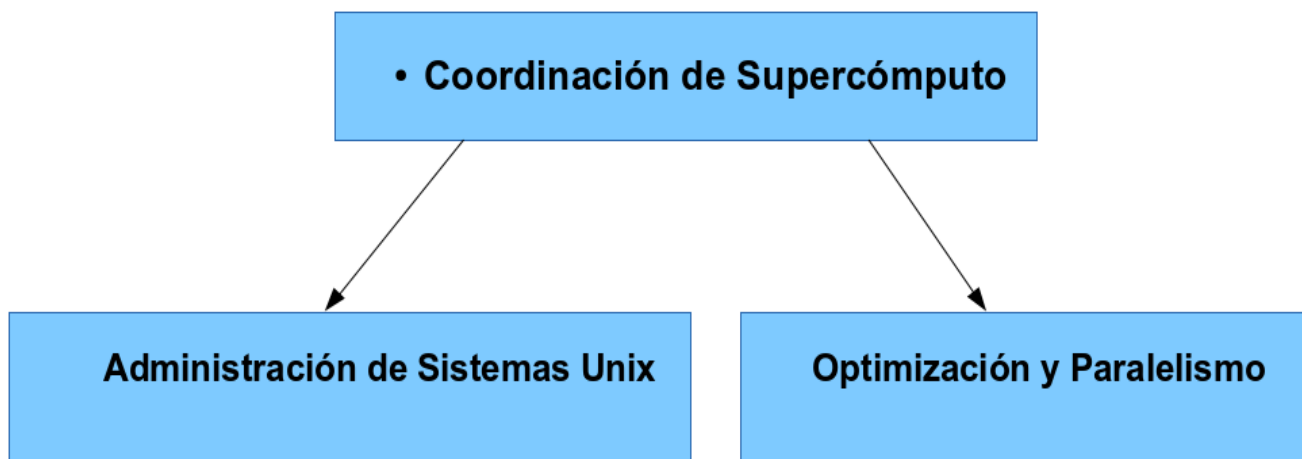 • Coordinación de Supercómputo
Administración de Sistemas Unix
Optimización y Paralelismo